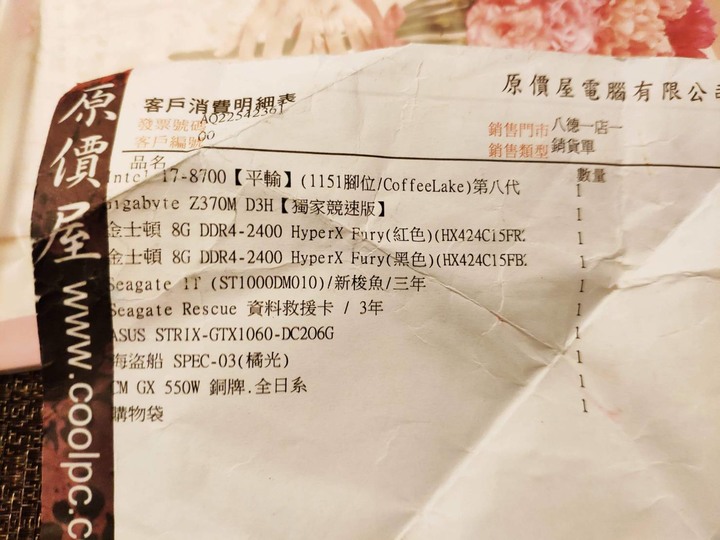 原價屋 www.coolpc.c
原價屋電腦有限公司
客戶消費明細表
發票號碼 AQ22542361
銷售門市 八德一店一
客戶編號 00
銷售類型 銷貨單
品名 數量
Intel i7-8700【平輸】(1151腳位/CoffeeLake)第八代 1
Gigabyte Z370M D3H【獨家競速版】 1
金士頓 8G DDR4-2400 HyperX Fury(紅色)(HX424C15FR2 1
金士頓 8G DDR4-2400 HyperX Fury(黑色)(HX424C15FB2 1
Seagate 1T (ST1000DM010)/新梭魚/三年 1
Seagate Rescue 資料救援卡 / 3年 1
ASUS STRIX-GTX1060-DC2O6G 1
海盜船 SPEC-03(橘光) 1
CM GX 550W 銅牌.全日系 1
購物袋 1